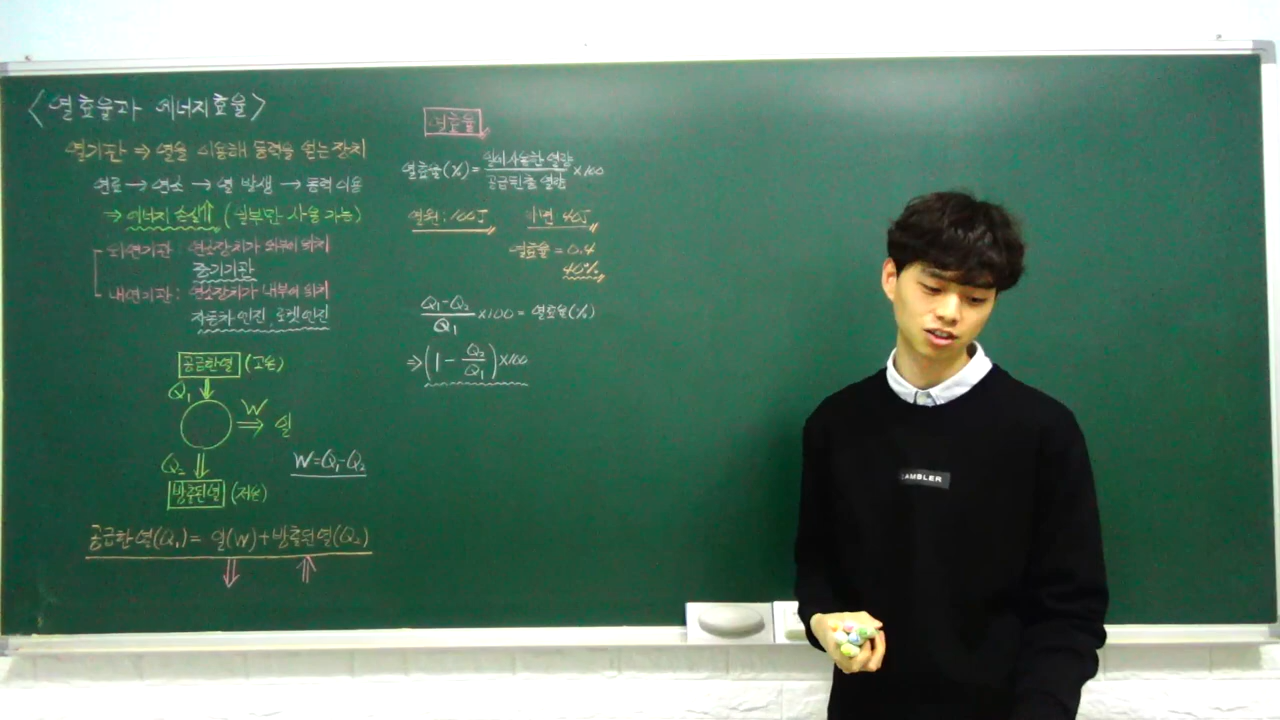 <열효율과 에너지효율>
열기관 ⇒ 열을 이용해 동력을 얻는 장치
연료 → 연소 → 열 발생 → 동력 이용
⇒ 에너지 손실↑ (일부만 사용 가능)
외연기관 : 연소장치가 외부에 위치
증기기관
내연기관 : 연소장치가 내부에 위치
자동차 엔진, 로켓 엔진
공급한 열 (고온)
Q₁
W
⇒ 일
Q₂
방출된 열 (저온)
W=Q₁-Q₂
공급한 열(Q₁) = 일(W)+방출된 열(Q₂)
열효율
열효율(%) = 일에 사용한 열량 / 공급된 총 열량 ×100
열원 : 100J
40J
열효율 = 0.4
40%
Q₁-Q₂ / Q₁ ×100 = 열효율(%)
⇒ (1 - Q₂/Q₁) ×100
AMBLER